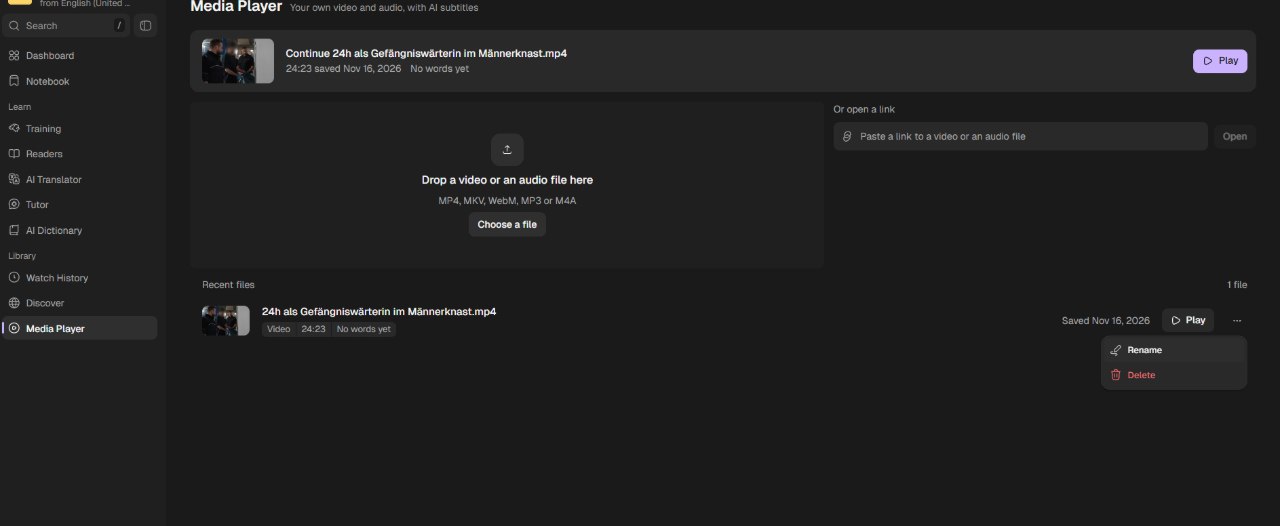 from English (United ...
Search /
Dashboard
Notebook
Learn
Training
Readers
AI Translator
Tutor
AI Dictionary
Library
Watch History
Discover
Media Player
Media Player Your own video and audio, with AI subtitles
Continue 24h als Gefängniswärterin im Männerknast.mp4
24:23 saved Nov 16, 2026 No words yet
Play
Drop a video or an audio file here
MP4, MKV, WebM, MP3 or M4A
Choose a file
Or open a link
Paste a link to a video or an audio file
Open
Recent files
1 file
24h als Gefängniswärterin im Männerknast.mp4
Video 24:23 No words yet
Saved Nov 16, 2026
Play
...
Rename
Delete